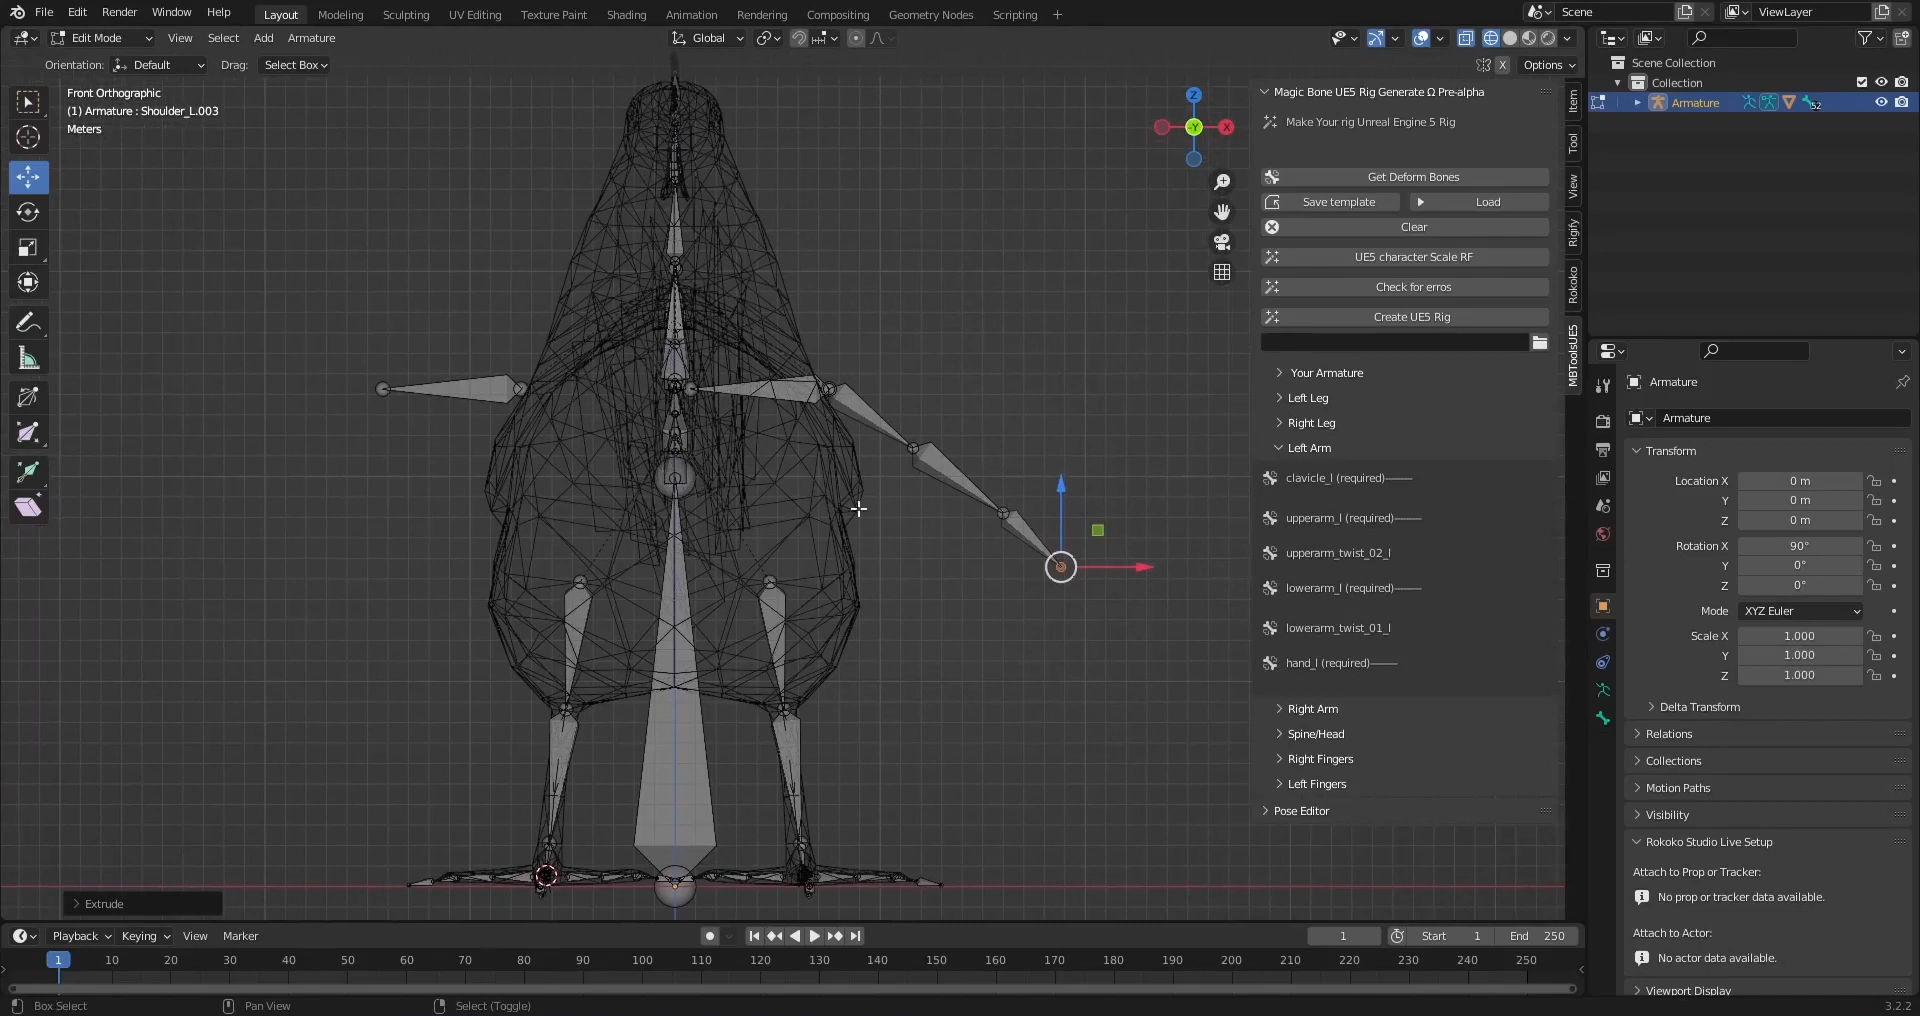 File Edit Render Window Help Layout Modeling Sculpting UV Editing Texture Paint Shading Animation Rendering Compositing Geometry Nodes Scripting + Scene ViewLayer
Edit Mode View Select Add Armature Global
Orientation: Default Drag: Select Box X Options
Front Orthographic
(1) Armature : Shoulder_L.003
Meters
Z
X
-Y
Magic Bone UE5 Rig Generate Ω Pre-alpha
Make Your rig Unreal Engine 5 Rig
Get Deform Bones
Save template Load
Clear
UE5 character Scale RF
Check for erros
Create UE5 Rig
Your Armature
Left Leg
Right Leg
Left Arm
clavicle_l (required)——
upperarm_l (required)——
upperarm_twist_02_l
lowerarm_l (required)——
lowerarm_twist_01_l
hand_l (required)——
Right Arm
Spine/Head
Right Fingers
Left Fingers
Pose Editor
Item
Tool
View
Rigify
Rokoko
MBToolsUE5
Scene Collection
Collection
Armature 52
Armature
Armature
Transform
Location X 0 m
Y 0 m
Z 0 m
Rotation X 90°
Y 0°
Z 0°
Mode XYZ Euler
Scale X 1.000
Y 1.000
Z 1.000
Delta Transform
Relations
Collections
Motion Paths
Visibility
Rokoko Studio Live Setup
Attach to Prop or Tracker:
No prop or tracker data available.
Attach to Actor:
No actor data available.
Viewport Display
Extrude
Playback Keying View Marker 1 Start 1 End 250
1 10 20 30 40 50 60 70 80 90 100 110 120 130 140 150 160 170 180 190 200 210 220 230 240 250
Box Select Pan View Select (Toggle) 3.2.2